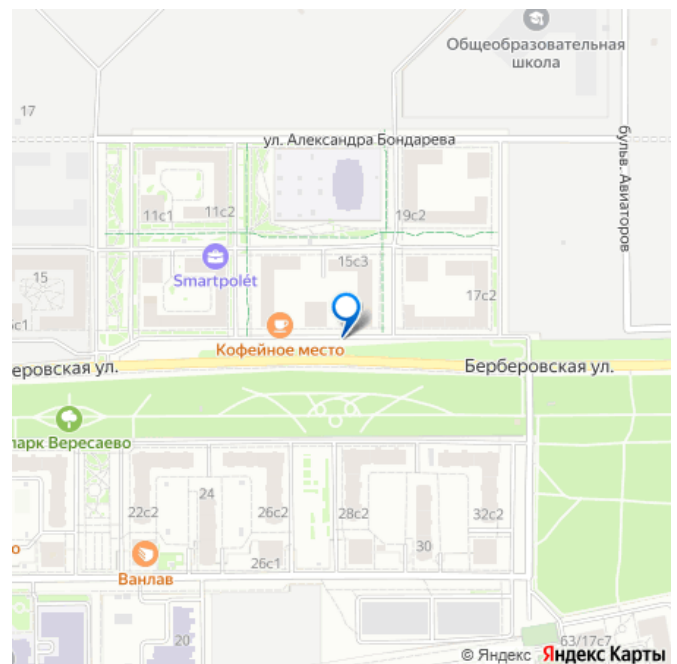 Общеобразовательная
школа
17
ул. Александра Бондарева
бульв. Авиаторов
11с1
11с2
19с2
15с3
15
Smartpolét
17с2
с1
Кофейное место
еровская ул.
Берберовская ул.
парк Вересаево
24
22с2
26с2
28с2
32с2
о
30
26с1
Ванлав
20
63/17с7
© Яндекс Яндекс Карты